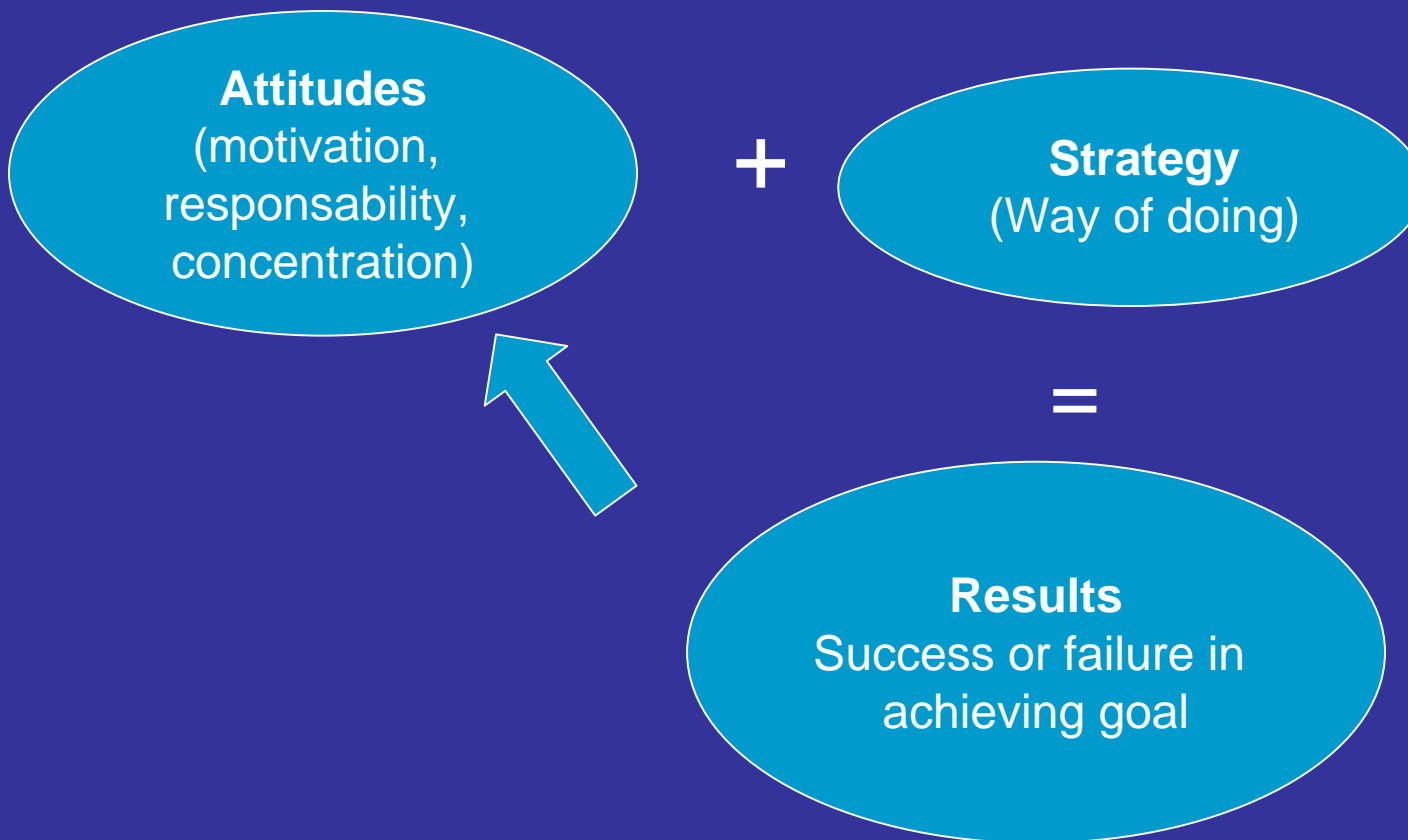 Attitudes
(motivation,
responsability,
concentration)
+
Strategy
(Way of doing)
=
Results
Success or failure in
achieving goal